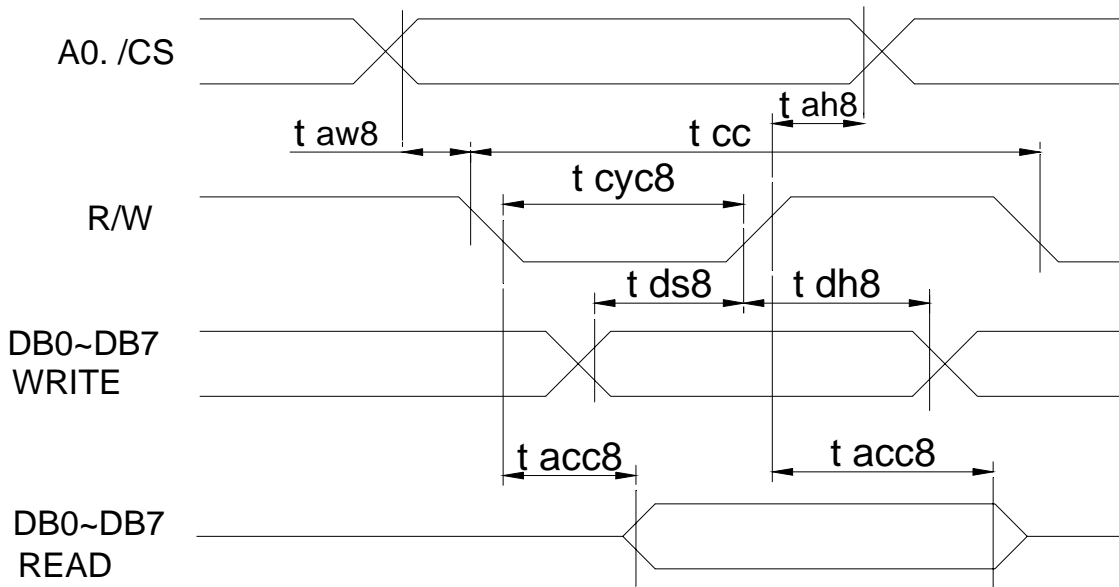 A0. /CS
t ah8
t aw8
t cc
t cyc8
R/W
t ds8
t dh8
DB0~DB7
WRITE
t acc8
t acc8
DB0~DB7
READ